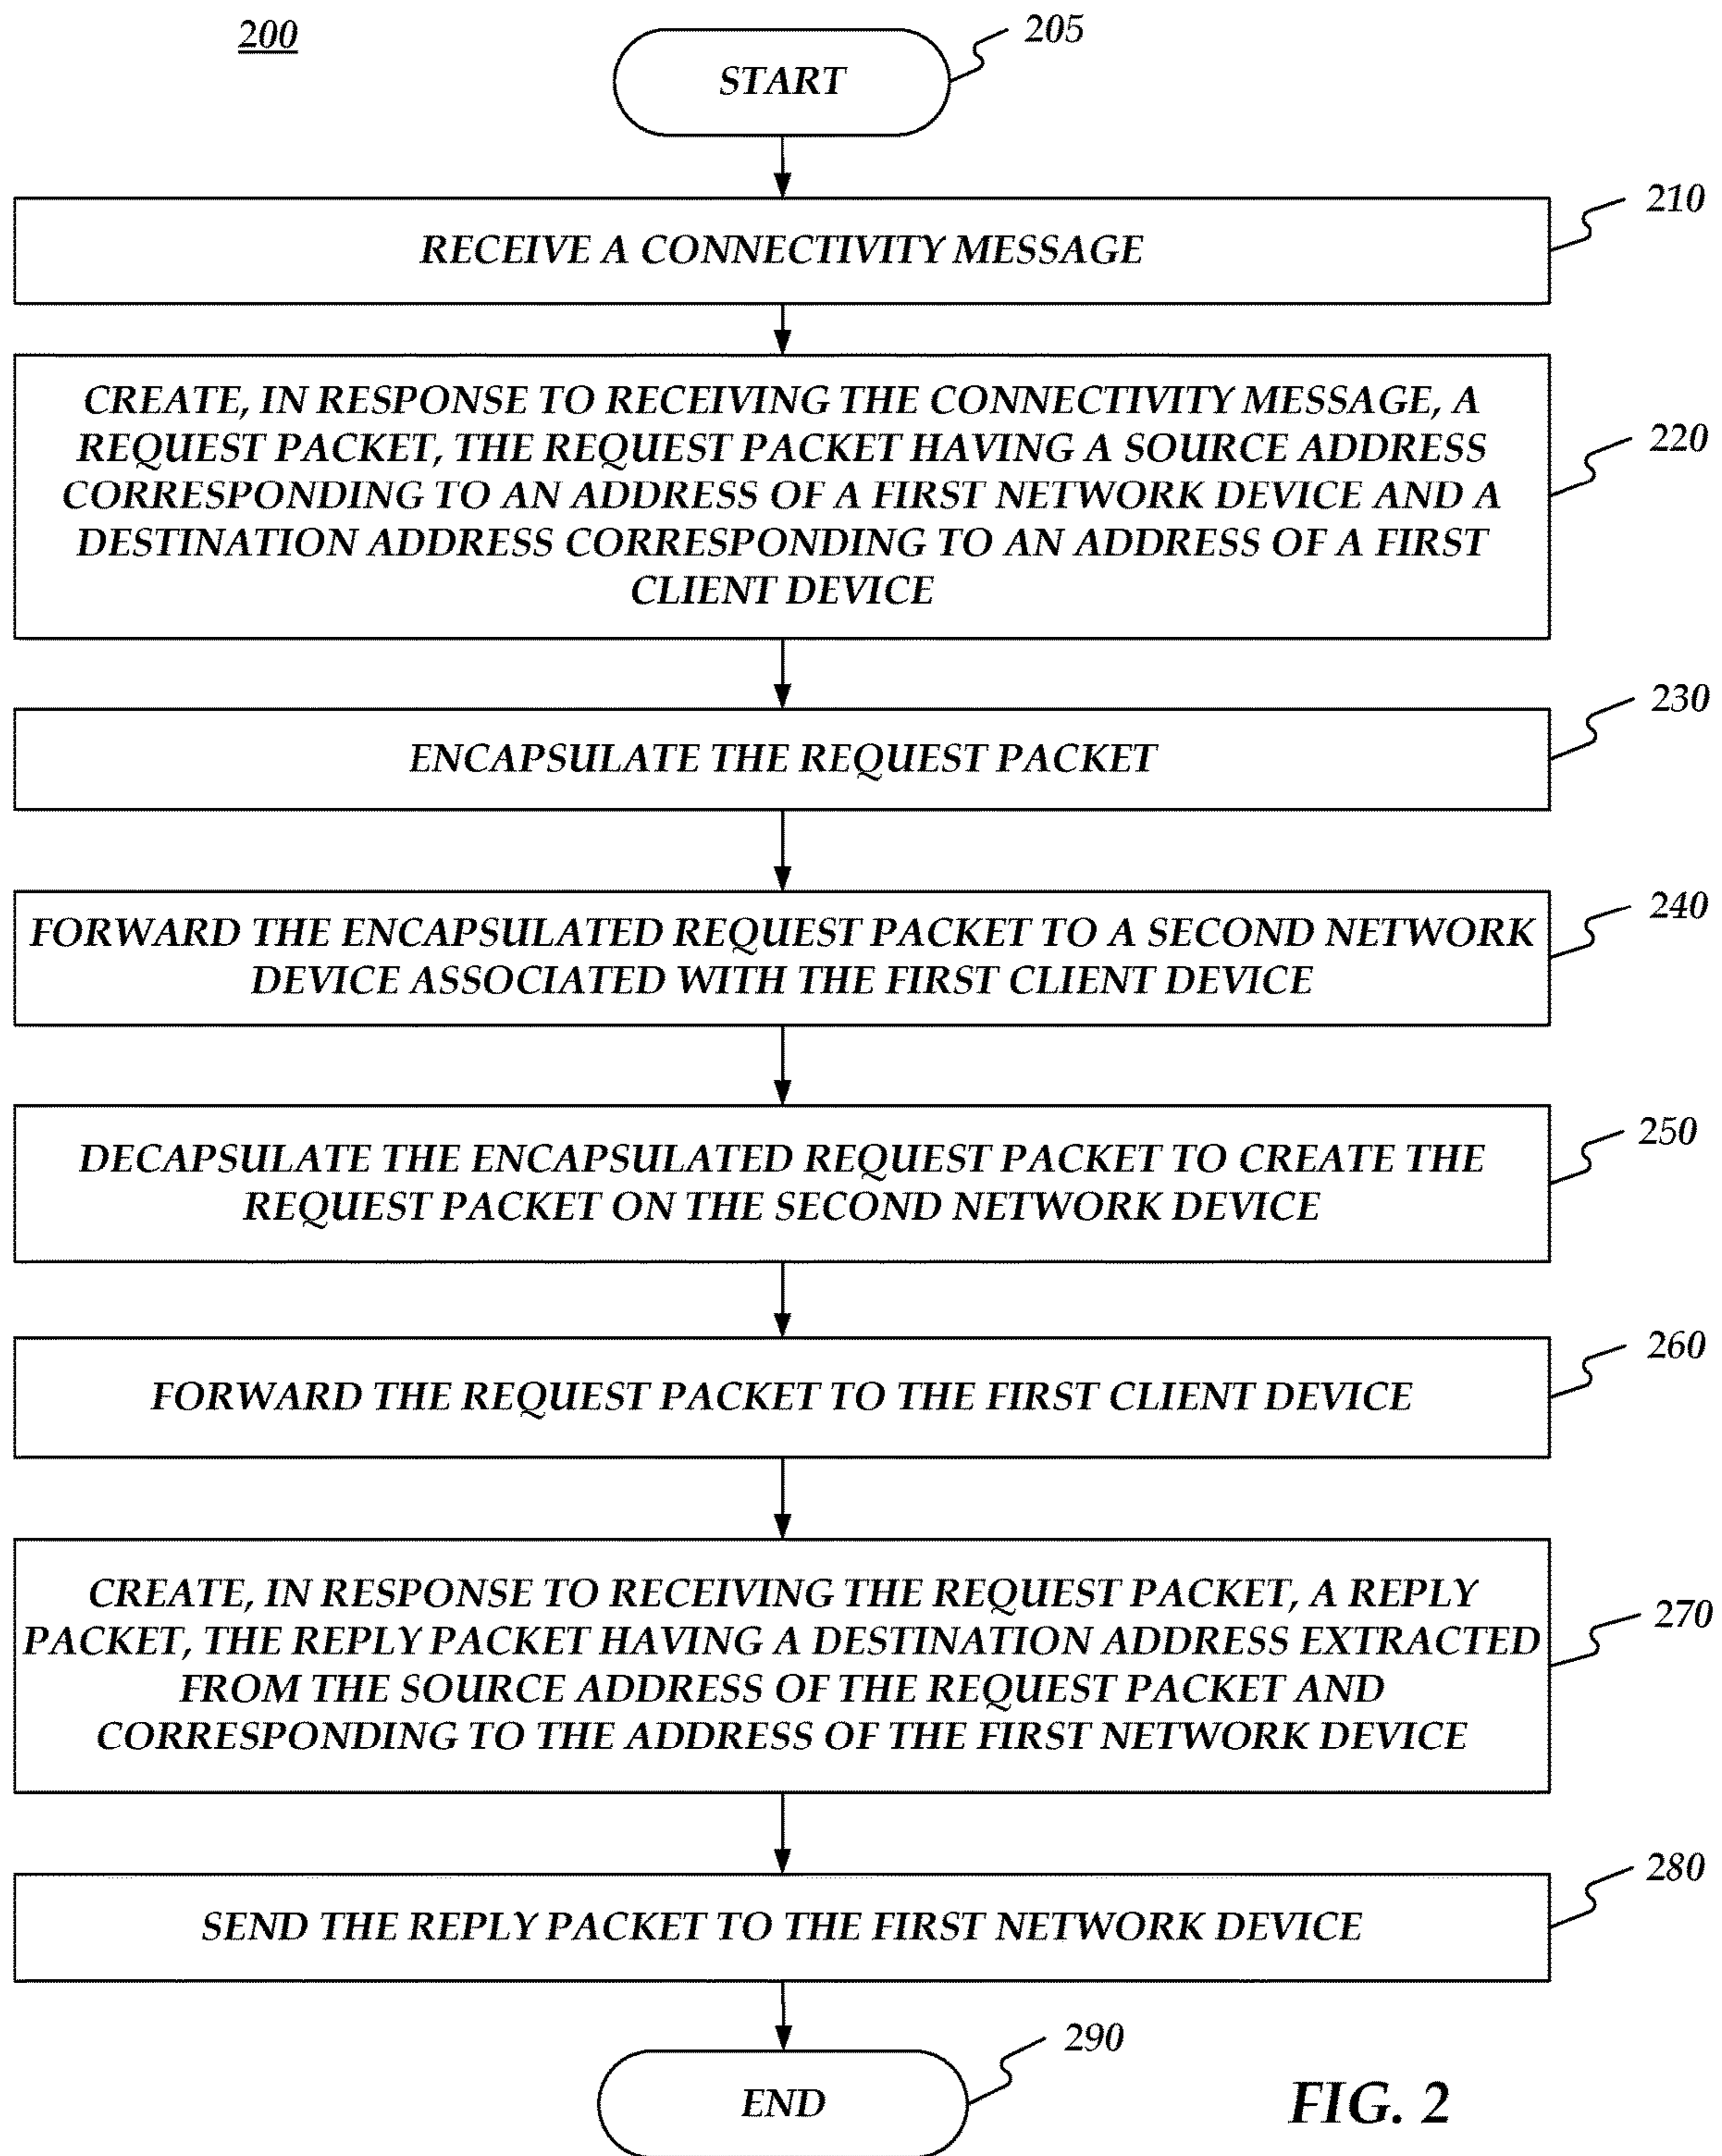 200
205
START
210
RECEIVE A CONNECTIVITY MESSAGE
CREATE, IN RESPONSE TO RECEIVING THE CONNECTIVITY MESSAGE, A
REQUEST PACKET, THE REQUEST PACKET HAVING A SOURCE ADDRESS
CORRESPONDING TO AN ADDRESS OF A FIRST NETWORK DEVICE AND A
DESTINATION ADDRESS CORRESPONDING TO AN ADDRESS OF A FIRST
CLIENT DEVICE
220
230
ENCAPSULATE THE REQUEST PACKET
240
FORWARD THE ENCAPSULATED REQUEST PACKET TO A SECOND NETWORK
DEVICE ASSOCIATED WITH THE FIRST CLIENT DEVICE
250
DECAPSULATE THE ENCAPSULATED REQUEST PACKET TO CREATE THE
REQUEST PACKET ON THE SECOND NETWORK DEVICE
260
FORWARD THE REQUEST PACKET TO THE FIRST CLIENT DEVICE
CREATE, IN RESPONSE TO RECEIVING THE REQUEST PACKET, A REPLY
PACKET, THE REPLY PACKET HAVING A DESTINATION ADDRESS EXTRACTED
FROM THE SOURCE ADDRESS OF THE REQUEST PACKET AND
CORRESPONDING TO THE ADDRESS OF THE FIRST NETWORK DEVICE
270
280
SEND THE REPLY PACKET TO THE FIRST NETWORK DEVICE
290
END
FIG. 2